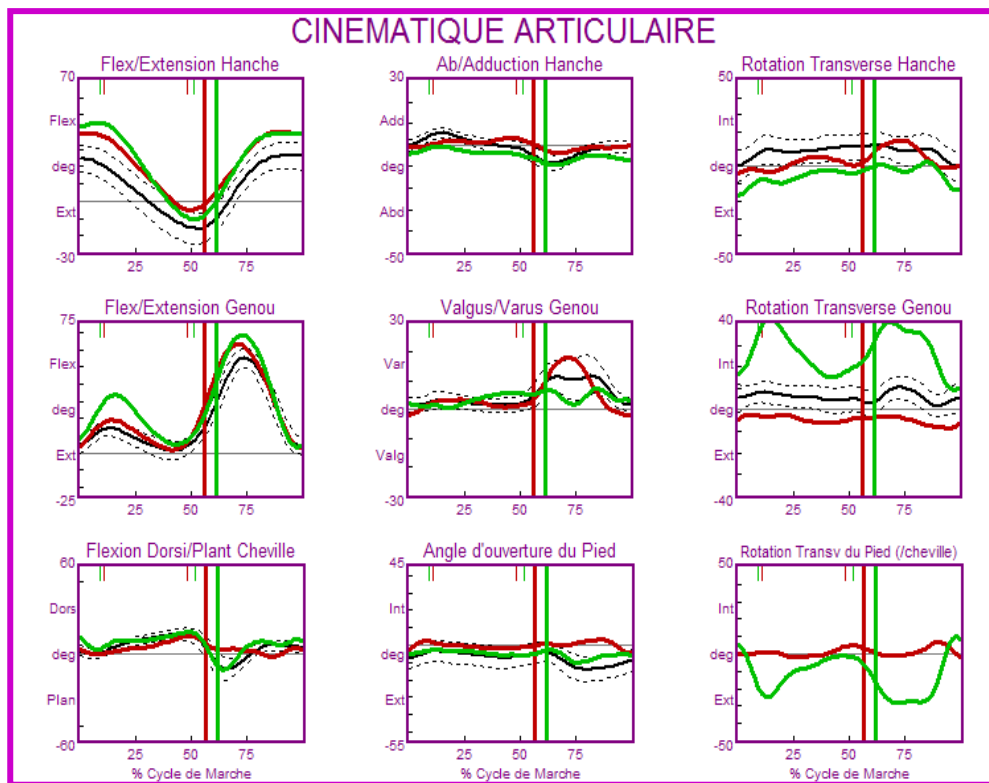 CINEMATIQUE ARTICULAIRE
Flex/Extension Hanche
70
Flex
deg
Ext
-30
25 50 75
Ab/Adduction Hanche
30
Add
deg
Abd
-50
25 50 75
Rotation Transverse Hanche
50
Int
deg
Ext
-50
25 50 75
Flex/Extension Genou
75
Flex
deg
Ext
-25
25 50 75
Valgus/Varus Genou
30
Var
deg
Valg
-30
25 50 75
Rotation Transverse Genou
40
Int
deg
Ext
-40
25 50 75
Flexion Dorsi/Plant Cheville
60
Dors
deg
Plan
-60
25 50 75
% Cycle de Marche
Angle d'ouverture du Pied
45
Int
deg
Ext
-55
25 50 75
% Cycle de Marche
Rotation Transv du Pied (/cheville)
50
Int
deg
Ext
-50
25 50 75
% Cycle de Marche